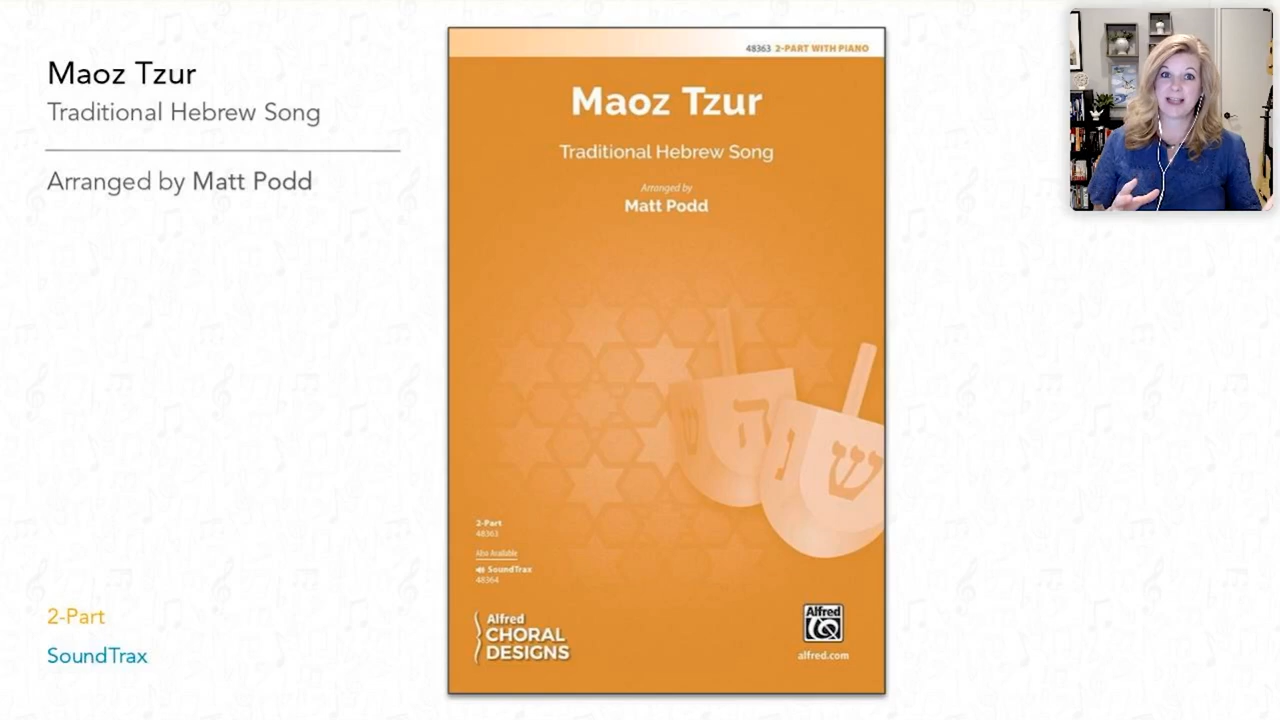 Maoz Tzur
Traditional Hebrew Song
Arranged by Matt Podd
2-Part
SoundTrax
48363 2-PART WITH PIANO
Maoz Tzur
Traditional Hebrew Song
Arranged by
Matt Podd
ש ה
נ ש
2-Part
48363
Also Available
SoundTrax
48364
Alfred
CHORAL
DESIGNS
Alfred
alfred.com